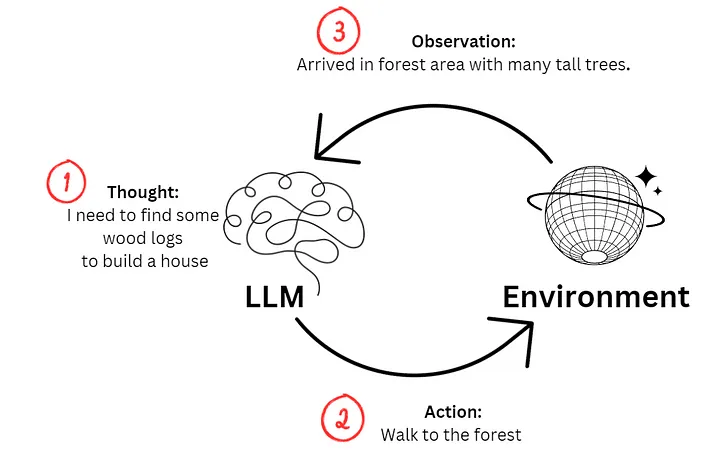 3
Observation:
Arrived in forest area with many tall trees.
1
Thought:
I need to find some
wood logs
to build a house
LLM
Environment
2
Action:
Walk to the forest